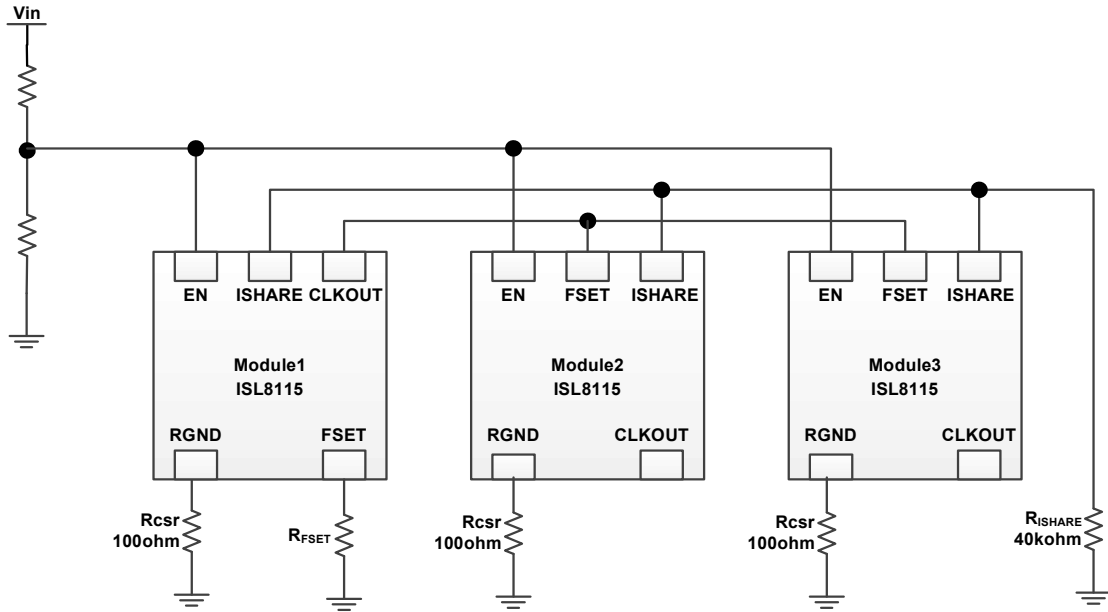 Vin
EN ISHARE CLKOUT
EN FSET ISHARE
EN FSET ISHARE
Module1
ISL8115
Module2
ISL8115
Module3
ISL8115
RGND FSET
RGND CLKOUT
RGND CLKOUT
Rcsr
100ohm
RFSET
Rcsr
100ohm
Rcsr
100ohm
RISHARE
40kohm